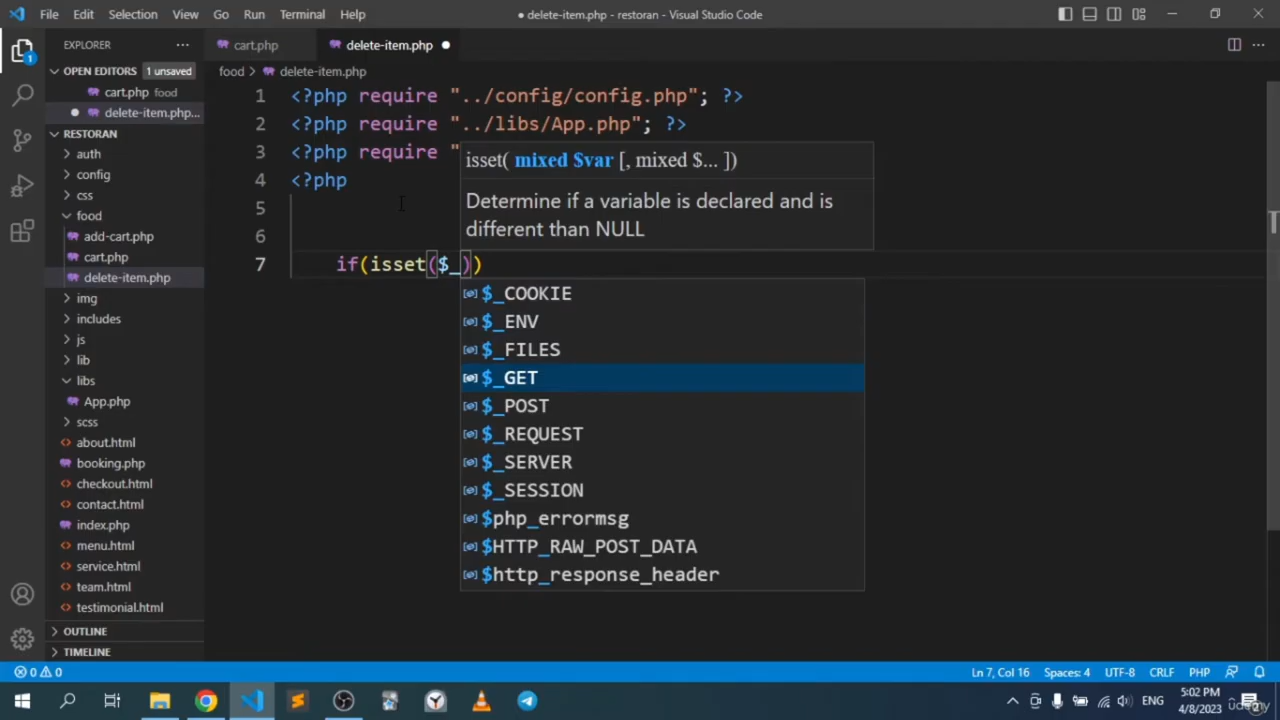 File Edit Selection View Go Run Terminal Help
● delete-item.php - restoran - Visual Studio Code
EXPLORER
OPEN EDITORS 1 unsaved
cart.php food
delete-item.php...
RESTORAN
auth
config
css
food
add-cart.php
cart.php
delete-item.php
img
includes
js
lib
libs
App.php
scss
about.html
booking.php
checkout.html
contact.html
index.php
menu.html
service.html
team.html
testimonial.html
OUTLINE
TIMELINE
cart.php delete-item.php
food > delete-item.php
1 <?php require "../config/config.php"; ?>
2 <?php require "../libs/App.php"; ?>
3 <?php require "
4 <?php
5
6
7 if(isset($_))
isset( mixed $var [, mixed $... ])
Determine if a variable is declared and is
different than NULL
$_COOKIE
$_ENV
$_FILES
$_GET
$_POST
$_REQUEST
$_SERVER
$_SESSION
$php_errormsg
$HTTP_RAW_POST_DATA
$http_response_header
0 0 Ln 7, Col 16 Spaces: 4 UTF-8 CRLF PHP
ENG
5:02 PM
4/8/2023
1